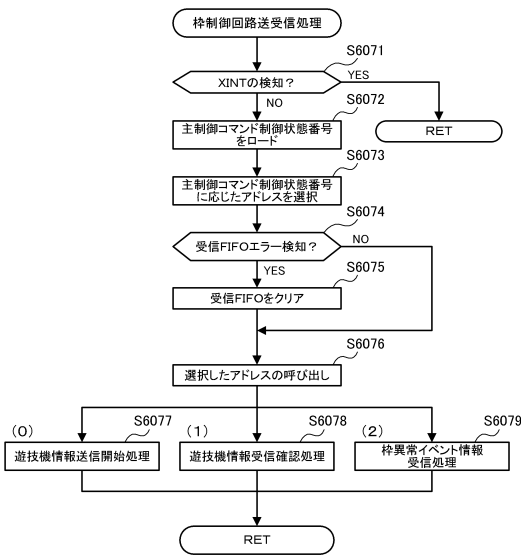 枠制御回路送受信処理
S6071
XINTの検知?
YES
NO
S6072
主制御コマンド制御状態番号
をロード
RET
S6073
主制御コマンド制御状態番号
に応じたアドレスを選択
S6074
受信FIFOエラー検知?
NO
YES
S6075
受信FIFOをクリア
S6076
選択したアドレスの呼び出し
(0)
S6077
遊技機情報送信開始処理
(1)
S6078
遊技機情報受信確認処理
(2)
S6079
枠異常イベント情報
受信処理
RET